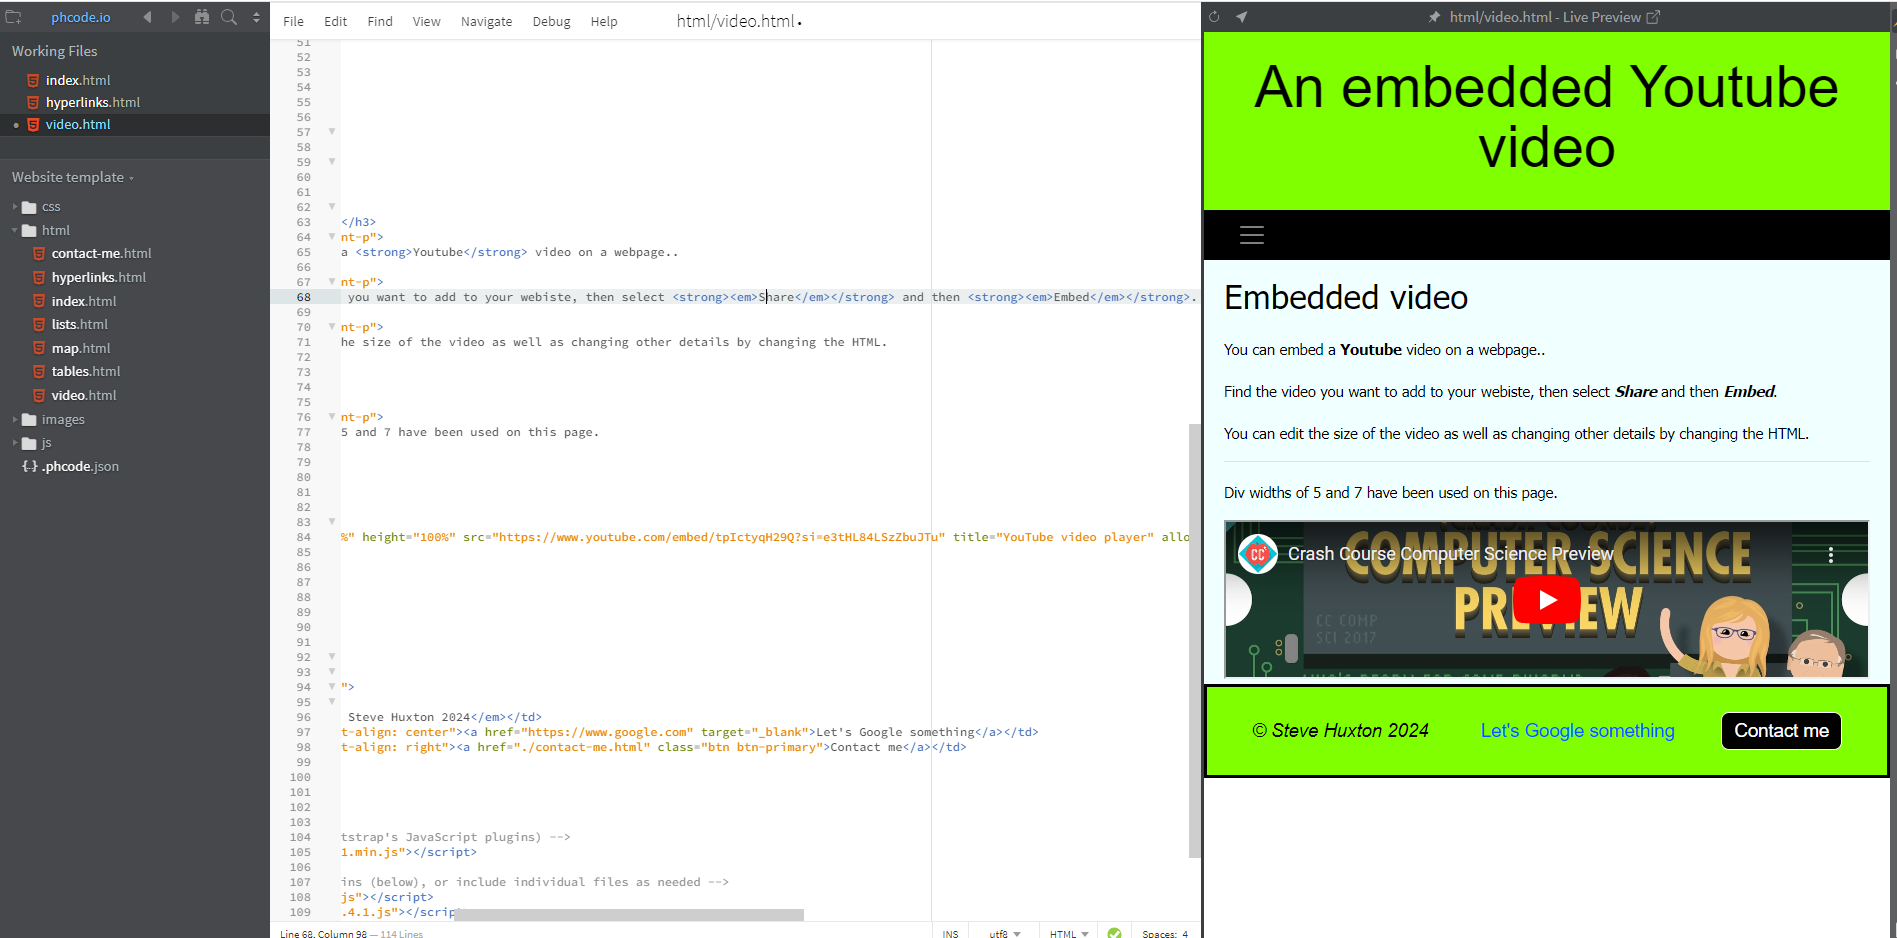 phcode.io
File Edit Find View Navigate Debug Help
html/video.html •
html/video.html - Live Preview
Working Files
index.html
hyperlinks.html
video.html
Website template
css
html
contact-me.html
hyperlinks.html
index.html
lists.html
map.html
tables.html
video.html
images
js
{..} .phcode.json
51
52
53
54
55
56
57
58
59
60
61
62
63 </h3>
64 nt-p">
65 a <strong>Youtube</strong> video on a webpage..
66
67 nt-p">
68 you want to add to your webiste, then select <strong><em>Share</em></strong> and then <strong><em>Embed</em></strong>.
69
70 nt-p">
71 he size of the video as well as changing other details by changing the HTML.
72
73
74
75
76 nt-p">
77 5 and 7 have been used on this page.
78
79
80
81
82
83
84 %" height="100%" src="https://www.youtube.com/embed/tpIctyqH29Q?si=e3tHL84LSzZbuJTu" title="YouTube video player" allo
85
86
87
88
89
90
91
92
93
94 ">
95
96 Steve Huxton 2024</em></td>
97 t-align: center"><a href="https://www.google.com" target="_blank">Let's Google something</a></td>
98 t-align: right"><a href="./contact-me.html" class="btn btn-primary">Contact me</a></td>
99
100
101
102
103
104 tstrap's JavaScript plugins) -->
105 1.min.js"></script>
106
107 ins (below), or include individual files as needed -->
108 js"></script>
109 .4.1.js"></scrip
Line 68, Column 98 — 114 Lines
INS utf8 HTML Spaces: 4
An embedded Youtube
video
Embedded video
You can embed a Youtube video on a webpage..
Find the video you want to add to your webiste, then select Share and then Embed.
You can edit the size of the video as well as changing other details by changing the HTML.
Div widths of 5 and 7 have been used on this page.
CC
Crash Course Computer Science Preview
COMPUTER SCIENCE
PREVIEW
CC COMP
SCI 2017
© Steve Huxton 2024
Let's Google something
Contact me